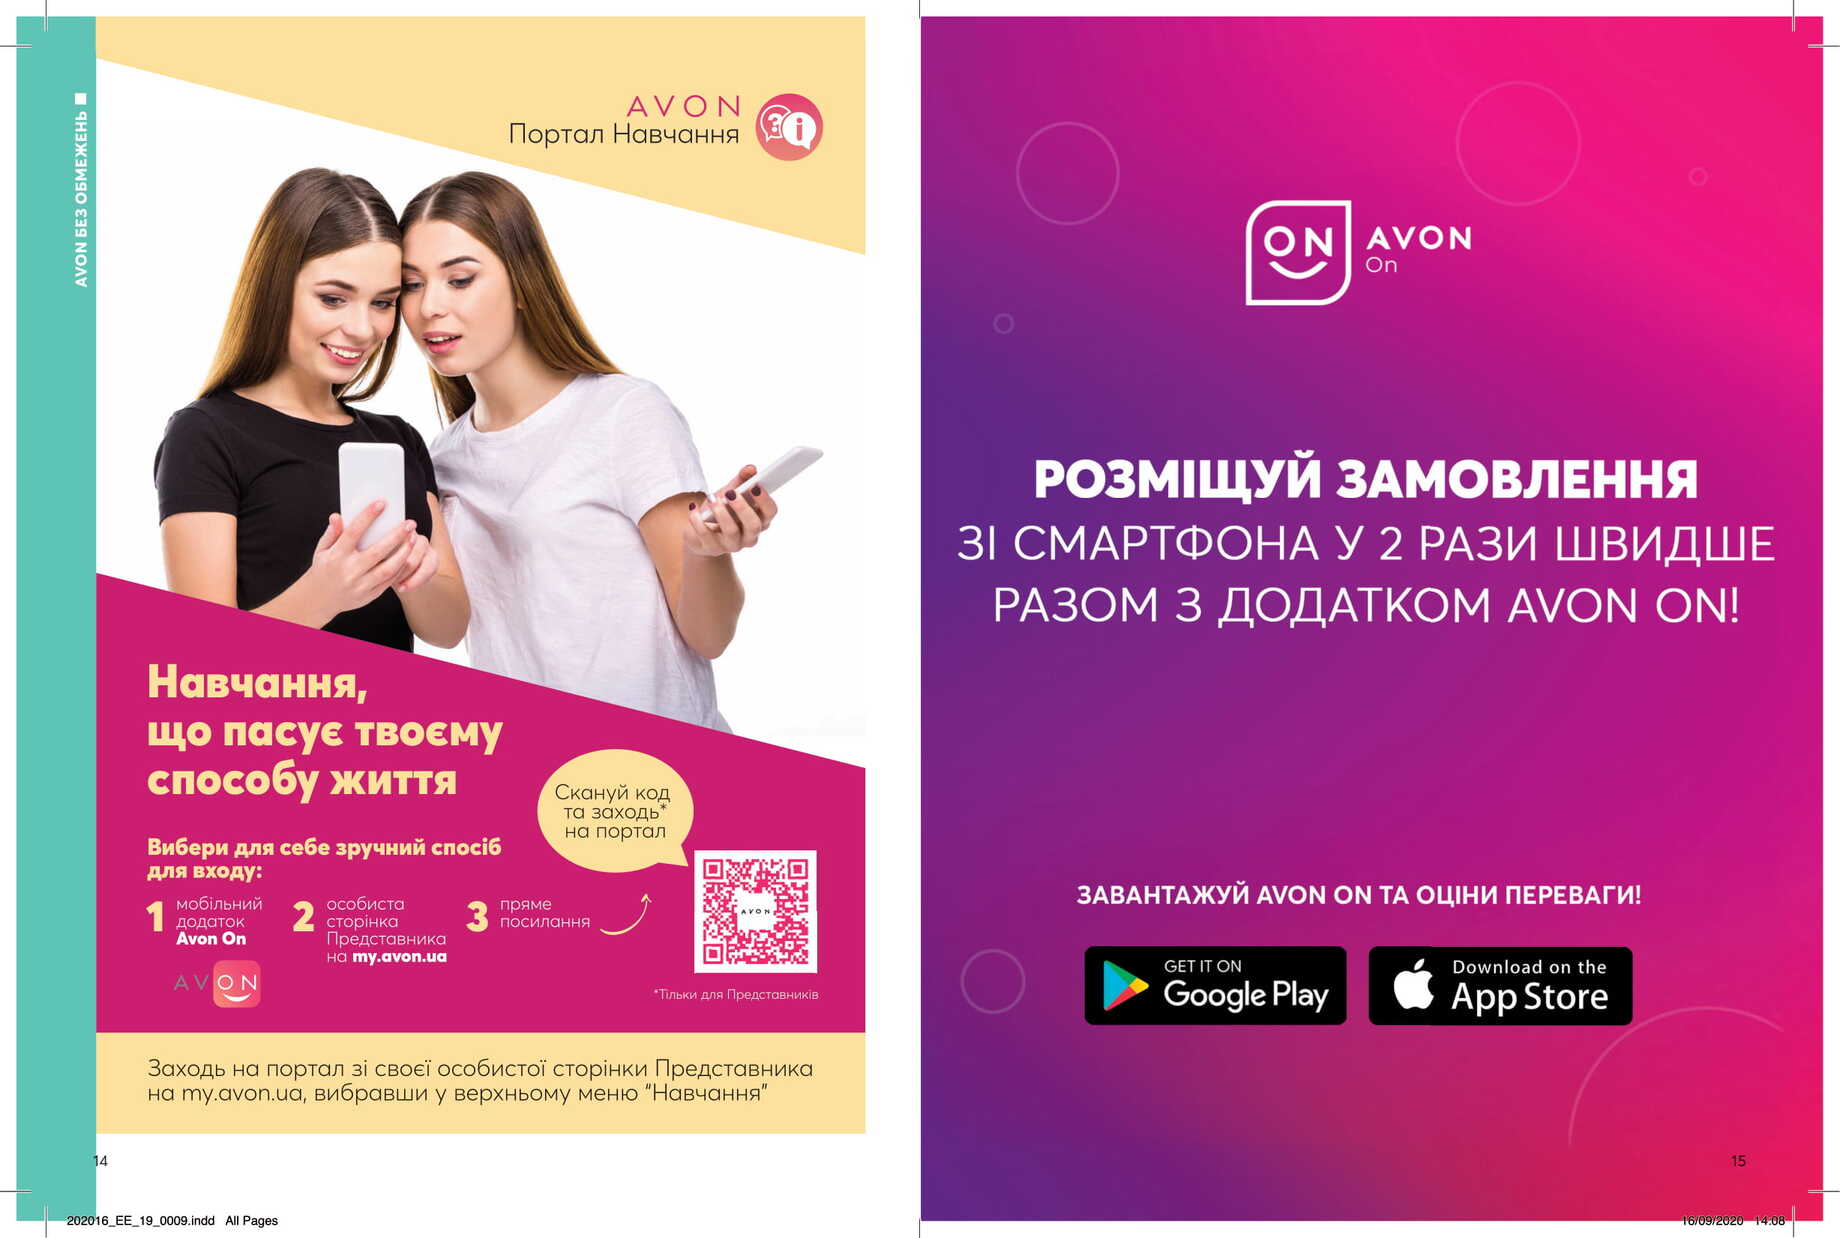 AVON БЕЗ ОБМЕЖЕНЬ
AVON
Портал Навчання
Зі
Навчання,
що пасує твоєму
способу життя
Скануй код
та заходь*
на портал
Вибери для себе зручний спосіб
для входу:
1 мобільний
додаток
Avon On
AVON
2 особиста
сторінка
Представника
на my.avon.ua
3 пряме
посилання
AVON
*Тільки для Представників
Заходь на портал зі своєї особистої сторінки Представника
на my.avon.ua, вибравши у верхньому меню “Навчання”
14
202016_EE_19_0009.indd All Pages
ON
AVON
On
РОЗМІЩУЙ ЗАМОВЛЕННЯ
ЗІ СМАРТФОНА У 2 РАЗИ ШВИДШЕ
РАЗОМ З ДОДАТКОМ AVON ON!
ЗАВАНТАЖУЙ AVON ON ТА ОЦІНИ ПЕРЕВАГИ!
GET IT ON
Google Play
Download on the
App Store
15
16/09/2020 14:08